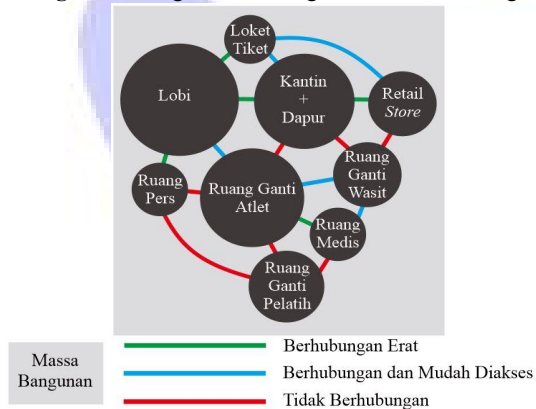 Loket
Tiket
Lobi
Kantin
+
Dapur
Retail
Store
Ruang
Pers
Ruang Ganti
Atlet
Ruang
Ganti
Wasit
Ruang
Medis
Ruang
Ganti
Pelatih
Massa
Bangunan
Berhubungan Erat
Berhubungan dan Mudah Diakses
Tidak Berhubungan